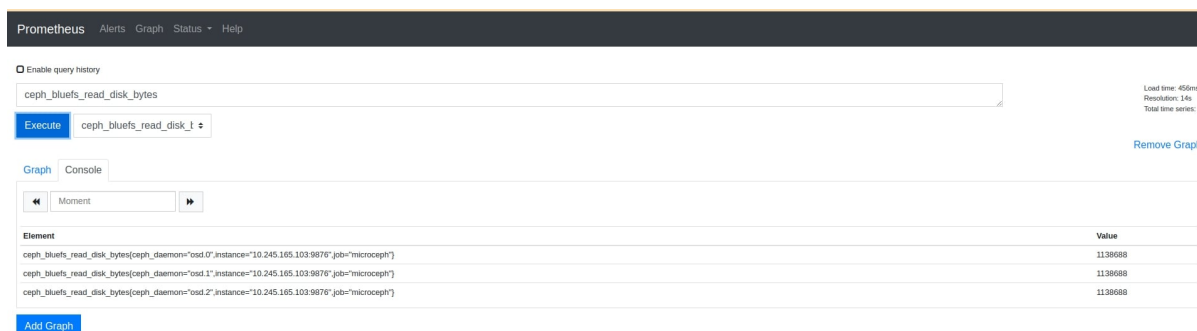 Prometheus Alerts Graph Status Help
Enable query history
ceph_bluefs_read_disk_bytes
Load time: 456ms
Resolution: 14s
Total time series:
Execute ceph_bluefs_read_disk_b
Remove Graph
Graph Console
Moment
Element Value
ceph_bluefs_read_disk_bytes{ceph_daemon="osd.0",instance="10.245.165.103:9876",job="microceph"} 1138688
ceph_bluefs_read_disk_bytes{ceph_daemon="osd.1",instance="10.245.165.103:9876",job="microceph"} 1138688
ceph_bluefs_read_disk_bytes{ceph_daemon="osd.2",instance="10.245.165.103:9876",job="microceph"} 1138688
Add Graph